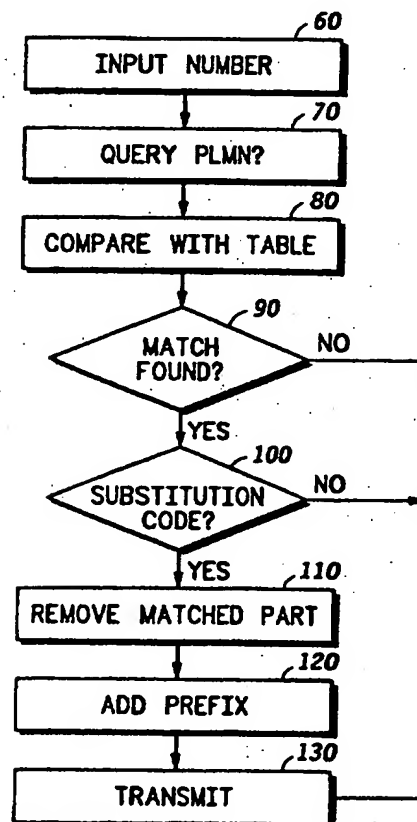 60
INPUT NUMBER
70
QUERY PLMN?
80
COMPARE WITH TABLE
90
MATCH
FOUND?
NO
YES
100
SUBSTITUTION
CODE?
NO
YES
110
REMOVE MATCHED PART
120
ADD PREFIX
130
TRANSMIT